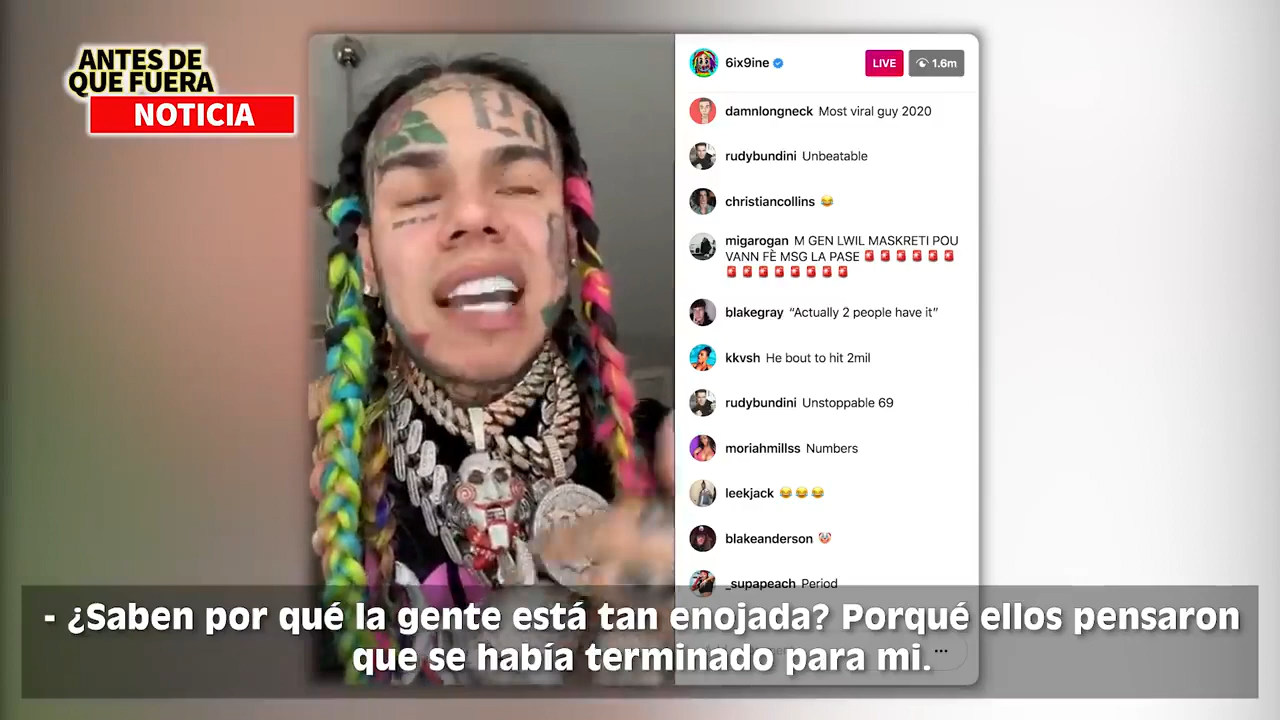 ANTES DE
QUE FUERA
NOTICIA
6ix9ine
LIVE
1.6m
damnlongneck Most viral guy 2020
rudybundini Unbeatable
christiancollins 😂
migarogan M GEN LWIL MASKRETI POU
VANN FÈ MSG LA PASE 🚨🚨🚨🚨🚨🚨
🚨🚨🚨🚨🚨🚨🚨🚨
blakegray “Actually 2 people have it”
kkvsh He bout to hit 2mil
rudybundini Unstoppable 69
moriahmillss Numbers
leekjack 😂😂😂
blakeanderson 🤡
_supapeach Period
- ¿Saben por qué la gente está tan enojada? Porqué ellos pensaron
que se había terminado para mi.